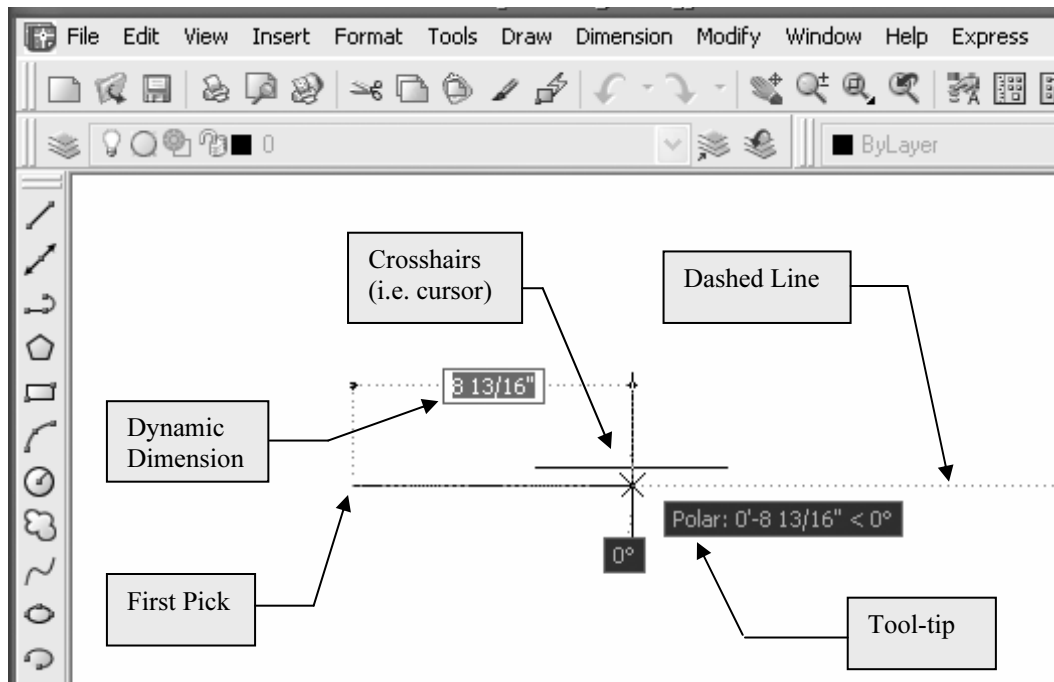 File Edit View Insert Format Tools Draw Dimension Modify Window Help Express
0
ByLayer
Crosshairs
(i.e. cursor)
Dashed Line
8 13/16"
Dynamic
Dimension
Polar: 0'-8 13/16" < 0°
0°
First Pick
Tool-tip